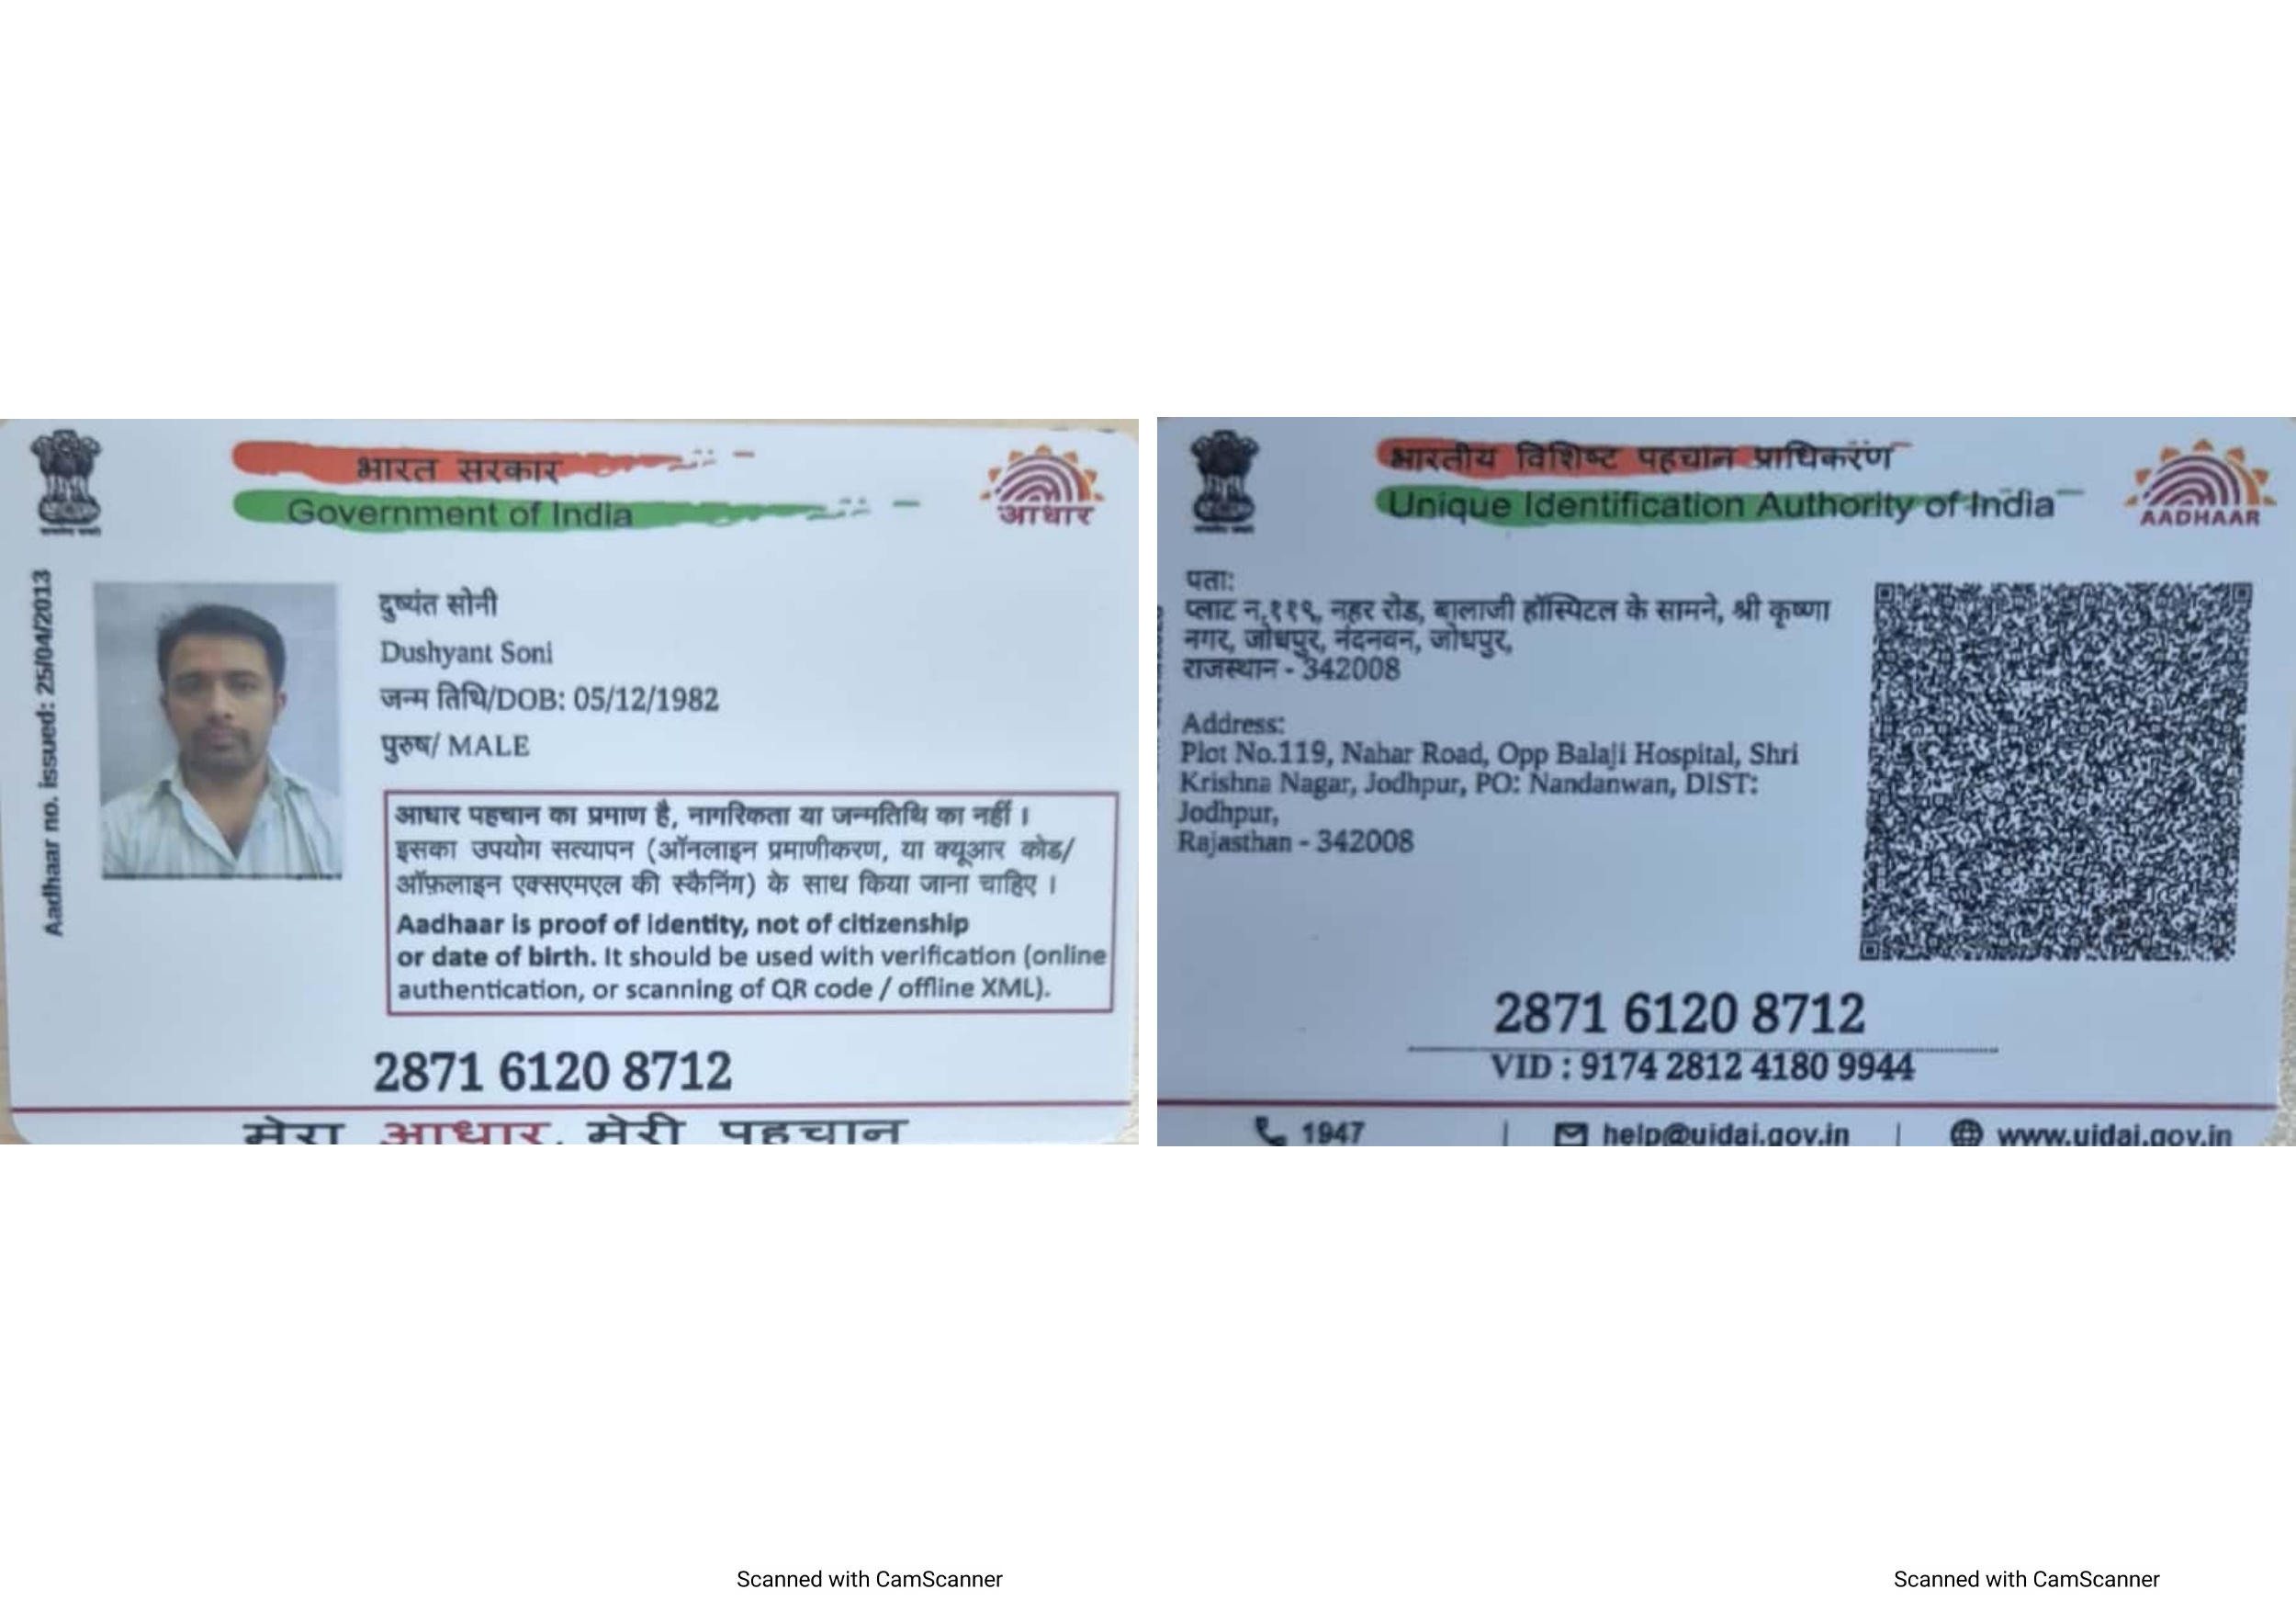 भारत सरकार
Government of India
आधार
Aadhaar no. issued: 25/04/2013
दुष्यंत सोनी
Dushyant Soni
जन्म तिथि/DOB: 05/12/1982
पुरुष/ MALE
आधार पहचान का प्रमाण है, नागरिकता या जन्मतिथि का नहीं ।
इसका उपयोग सत्यापन (ऑनलाइन प्रमाणीकरण, या क्यूआर कोड/
ऑफ़लाइन एक्सएमएल की स्कैनिंग) के साथ किया जाना चाहिए ।
Aadhaar is proof of identity, not of citizenship
or date of birth. It should be used with verification (online
authentication, or scanning of QR code / offline XML).
2871 6120 8712
मेरा आधार, मेरी पहचान
भारतीय विशिष्ट पहचान प्राधिकरण
Unique Identification Authority of India
AADHAAR
पता:
प्लाट न,११९, नहर रोड, बालाजी हॉस्पिटल के सामने, श्री कृष्णा
नगर, जोधपुर, नंदनवन, जोधपुर,
राजस्थान - 342008
Address:
Plot No.119, Nahar Road, Opp Balaji Hospital, Shri
Krishna Nagar, Jodhpur, PO: Nandanwan, DIST:
Jodhpur,
Rajasthan - 342008
2871 6120 8712
VID : 9174 2812 4180 9944
1947 | help@uidai.gov.in | www.uidai.gov.in
Scanned with CamScanner
Scanned with CamScanner